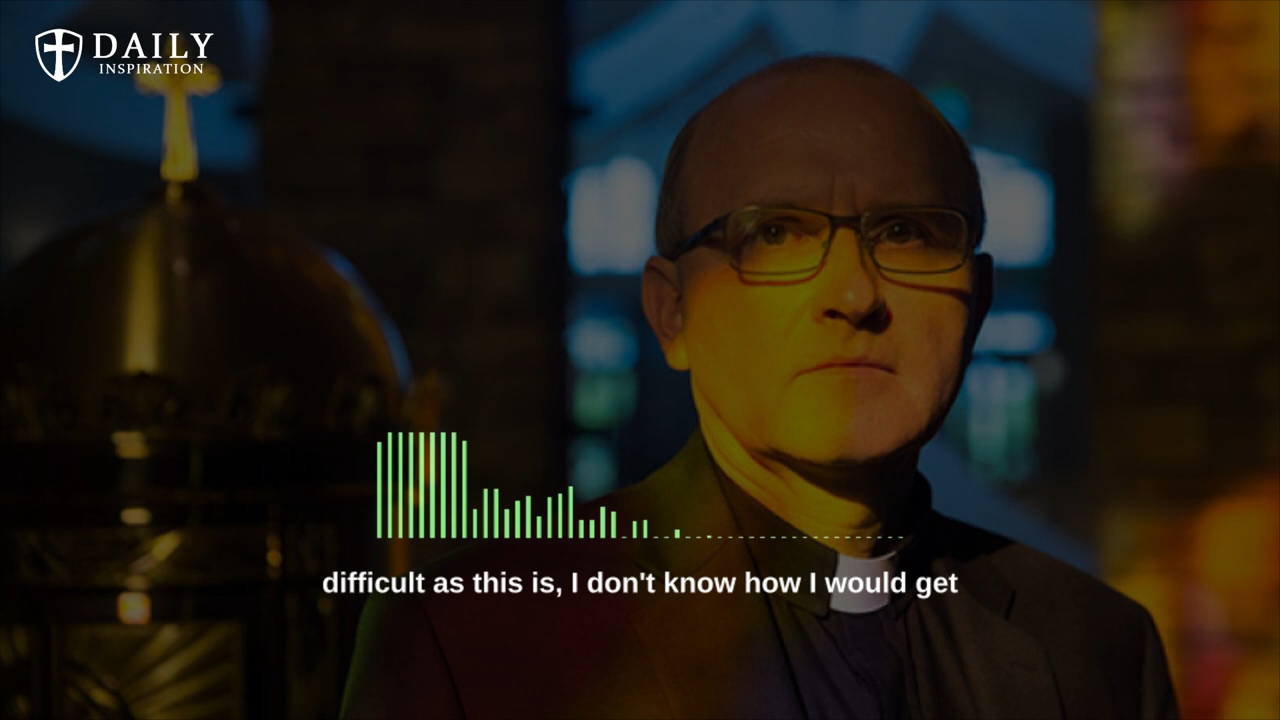 DAILY
INSPIRATION
difficult as this is, I don't know how I would get